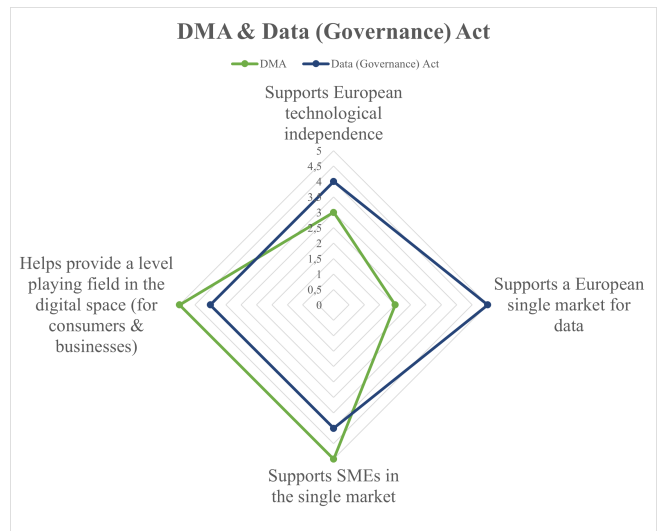 DMA & Data (Governance) Act
DMA
Data (Governance) Act
Supports European
technological
independence
5
4,5
4
3,5
3
2,5
2
1,5
1
0,5
0
Helps provide a level
playing field in the
digital space (for
consumers &
businesses)
Supports a European
single market for
data
Supports SMEs in
the single market